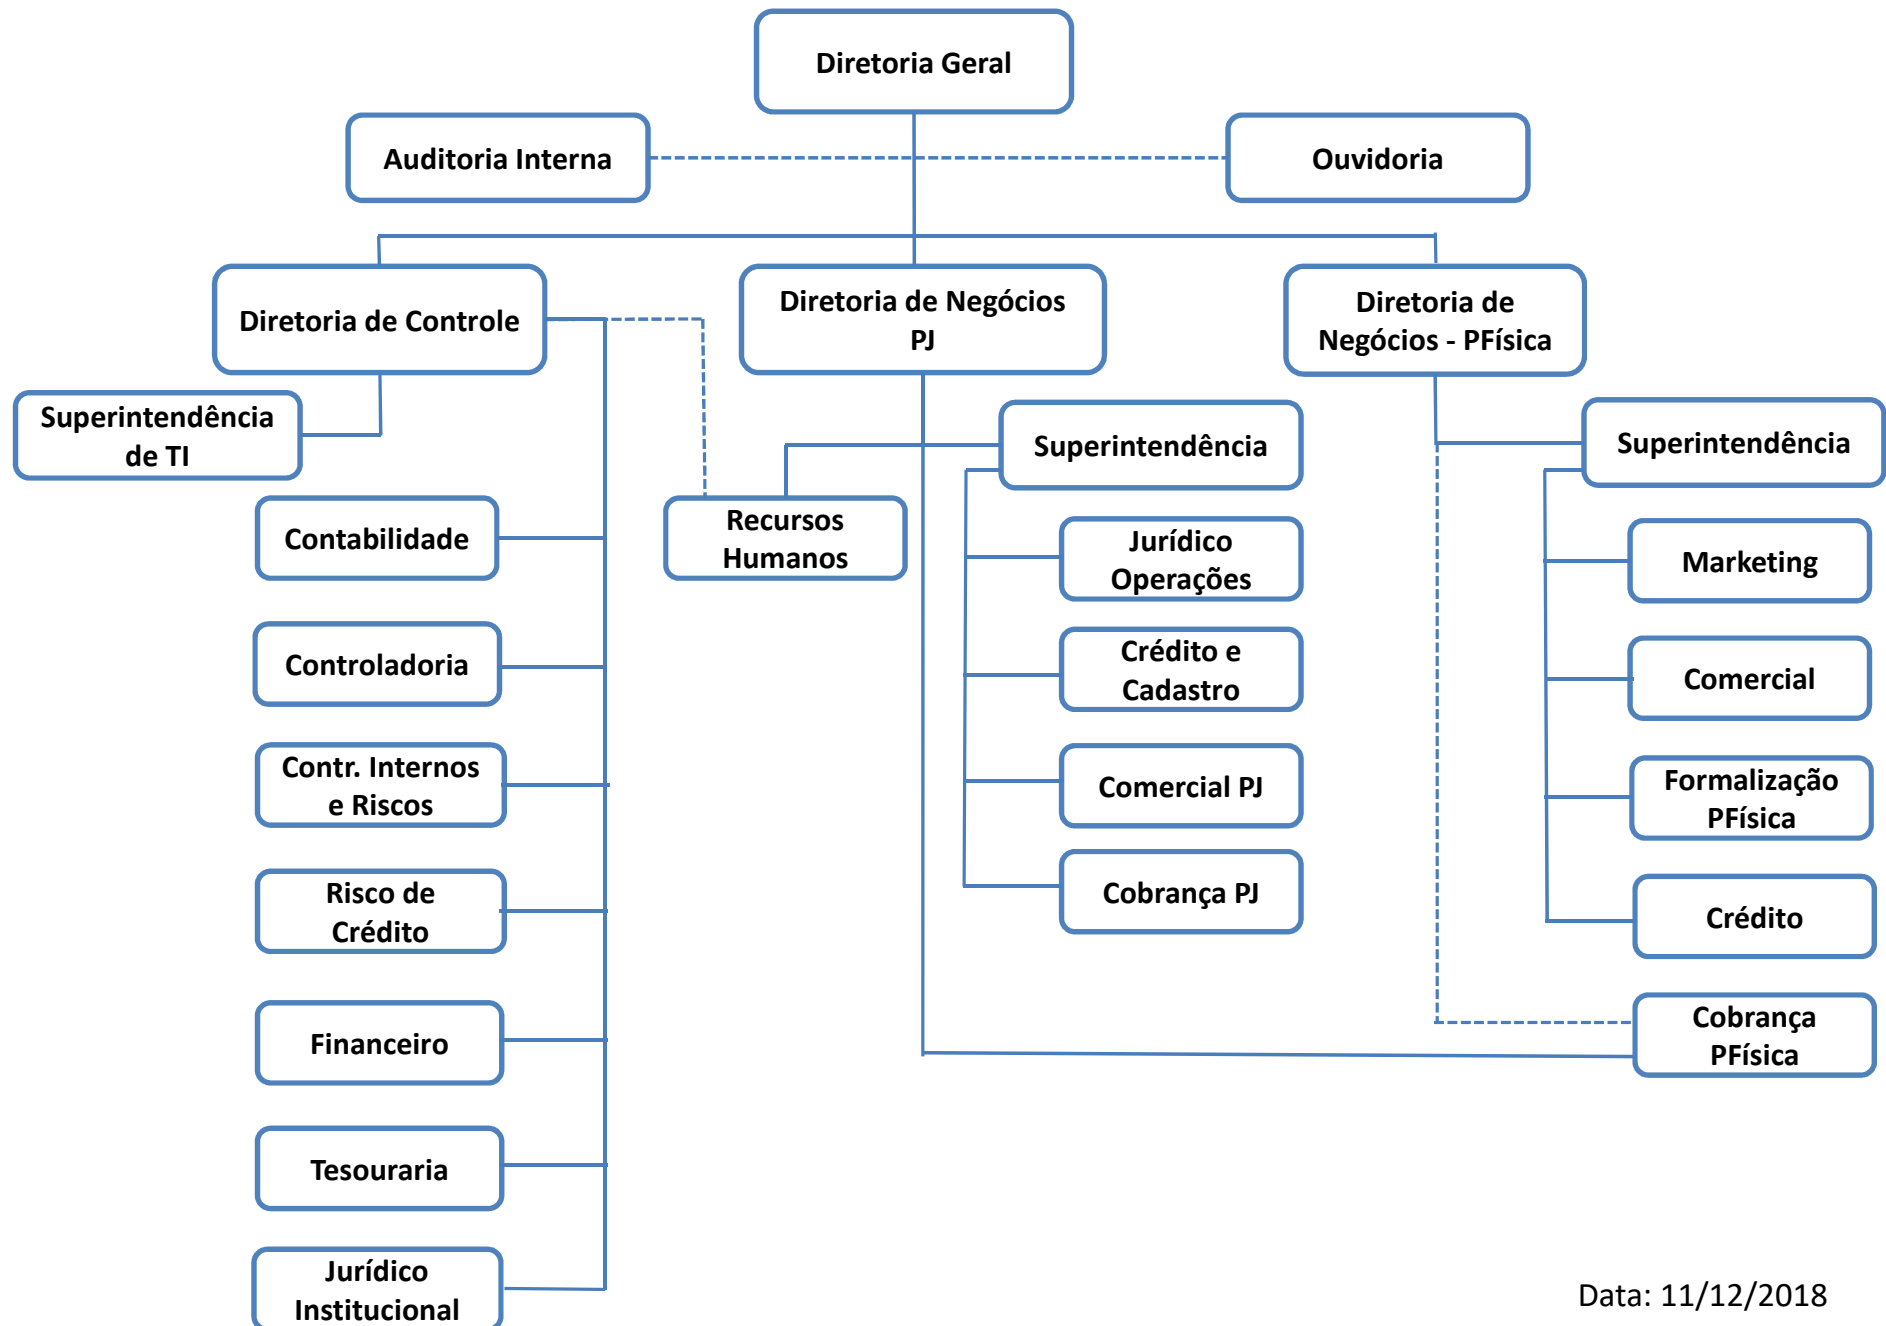 Diretoria Geral
Auditoria Interna
Ouvidoria
Diretoria de Controle
Diretoria de Negócios
PJ
Diretoria de
Negócios - PFísica
Superintendência
de TI
Superintendência
Superintendência
Contabilidade
Recursos
Humanos
Jurídico
Operações
Marketing
Controladoria
Crédito e
Cadastro
Comercial
Contr. Internos
e Riscos
Comercial PJ
Formalização
PFísica
Risco de
Crédito
Cobrança PJ
Crédito
Financeiro
Cobrança
PFísica
Tesouraria
Jurídico
Institucional
Data: 11/12/2018